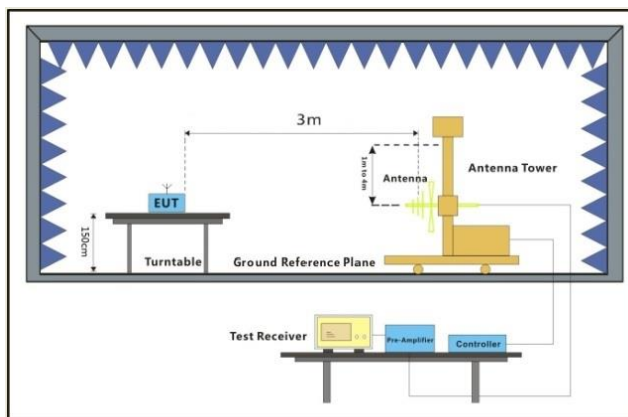 3m
1m to 4m
Antenna
Antenna Tower
EUT
150cm
Turntable
Ground Reference Plane
Test Receiver
Pre-Amplifier
Controller